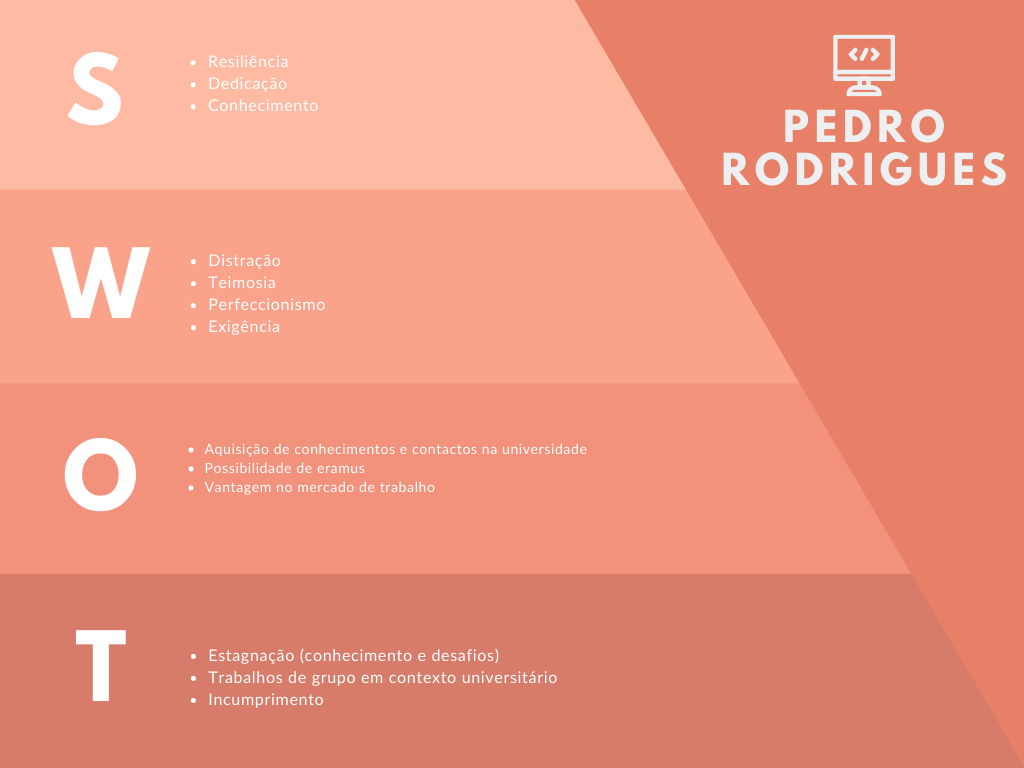 S
Resiliência
Dedicação
Conhecimento
</>
PEDRO
RODRIGUES
W
Distração
Teimosia
Perfeccionismo
Exigência
O
Aquisição de conhecimentos e contactos na universidade
Possibilidade de eramus
Vantagem no mercado de trabalho
T
Estagnação (conhecimento e desafios)
Trabalhos de grupo em contexto universitário
Incumprimento